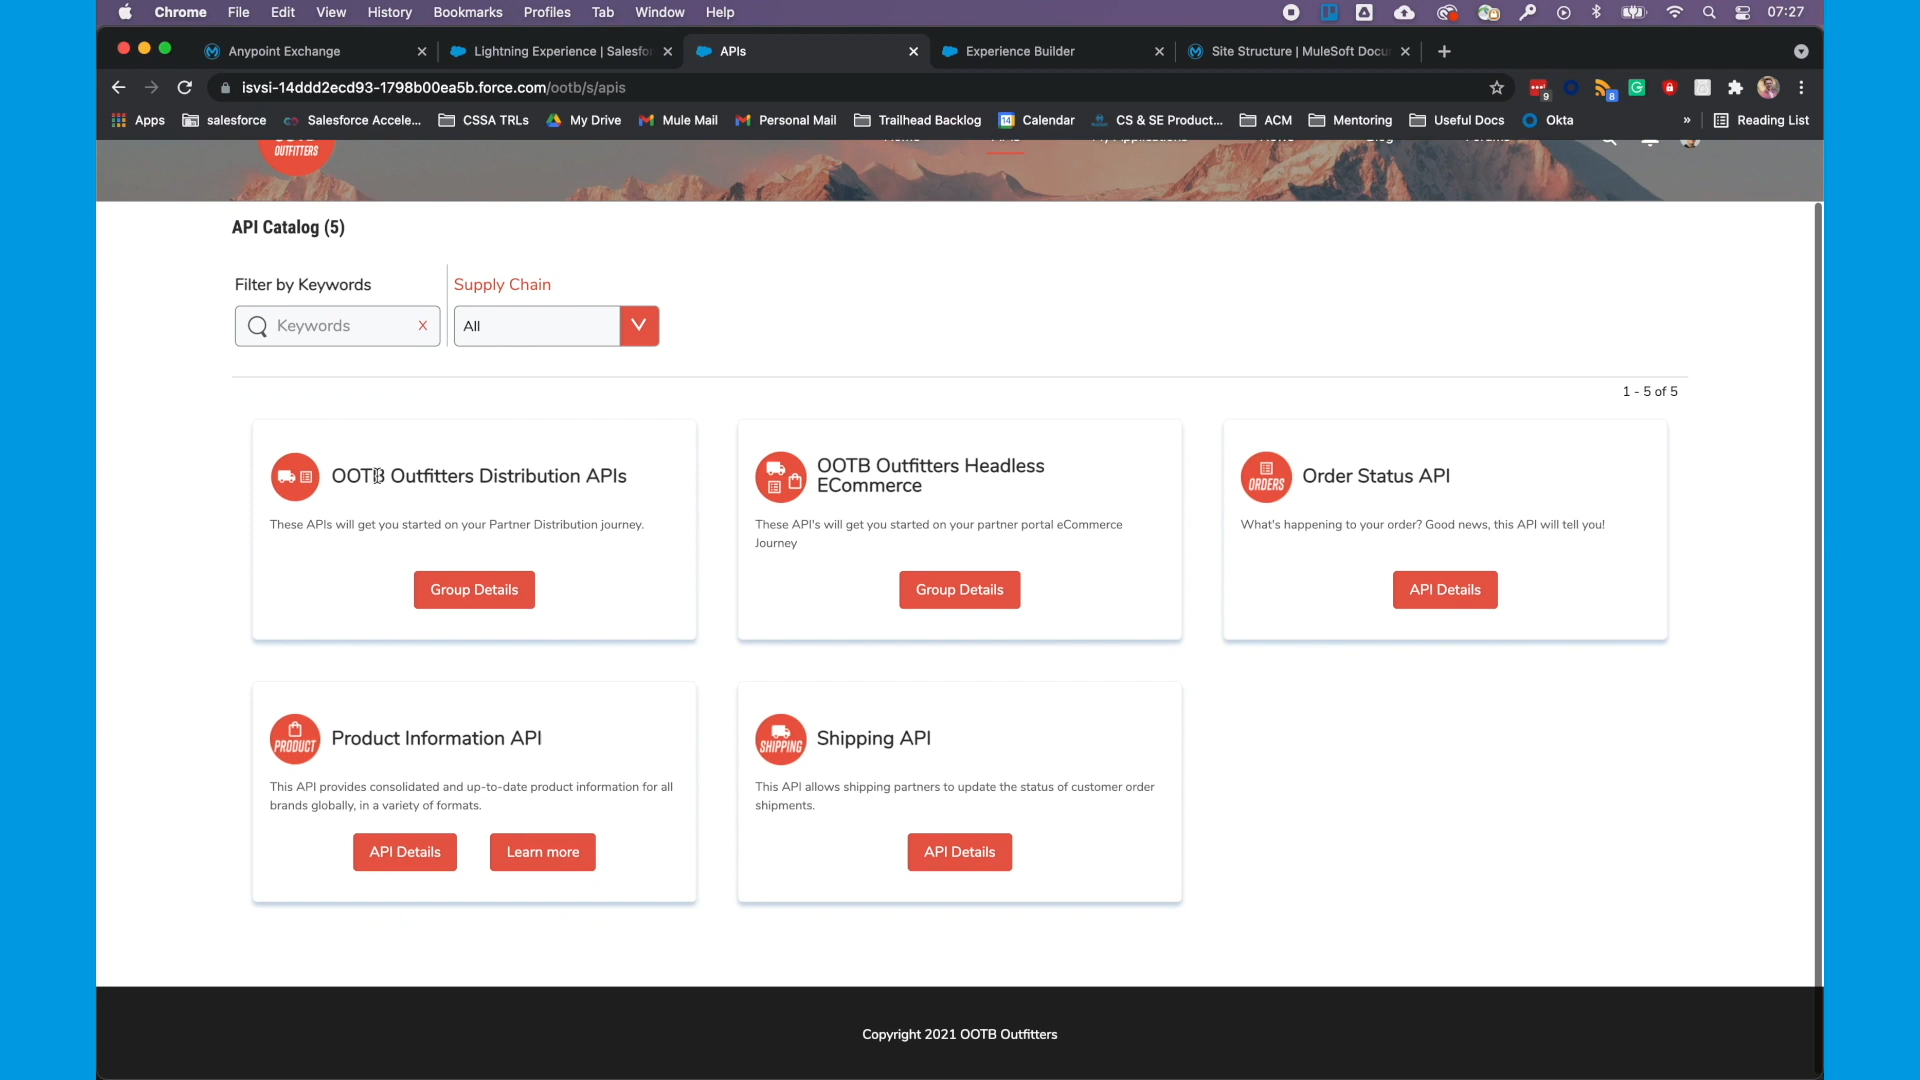 Chrome File Edit View History Bookmarks Profiles Tab Window Help 07:27
Anypoint Exchange Lightning Experience | Salesfo APIs Experience Builder Site Structure | MuleSoft Docu
isvsi-14ddd2ecd93-1798b00ea5b.force.com/ootb/s/apis 9 8
Apps salesforce Salesforce Accele... CSSA TRLs My Drive Mule Mail Personal Mail Trailhead Backlog 14 Calendar CS & SE Product... ACM Mentoring Useful Docs Okta » Reading List
OUTFITTERS
API Catalog (5)
Filter by Keywords Supply Chain
Keywords X All
1 - 5 of 5
OOTB Outfitters Distribution APIs
These APIs will get you started on your Partner Distribution journey.
Group Details
OOTB Outfitters Headless
ECommerce
These API's will get you started on your partner portal eCommerce
Journey
Group Details
ORDERS
Order Status API
What's happening to your order? Good news, this API will tell you!
API Details
PRODUCT
Product Information API
This API provides consolidated and up-to-date product information for all
brands globally, in a variety of formats.
API Details Learn more
SHIPPING
Shipping API
This API allows shipping partners to update the status of customer order
shipments.
API Details
Copyright 2021 OOTB Outfitters